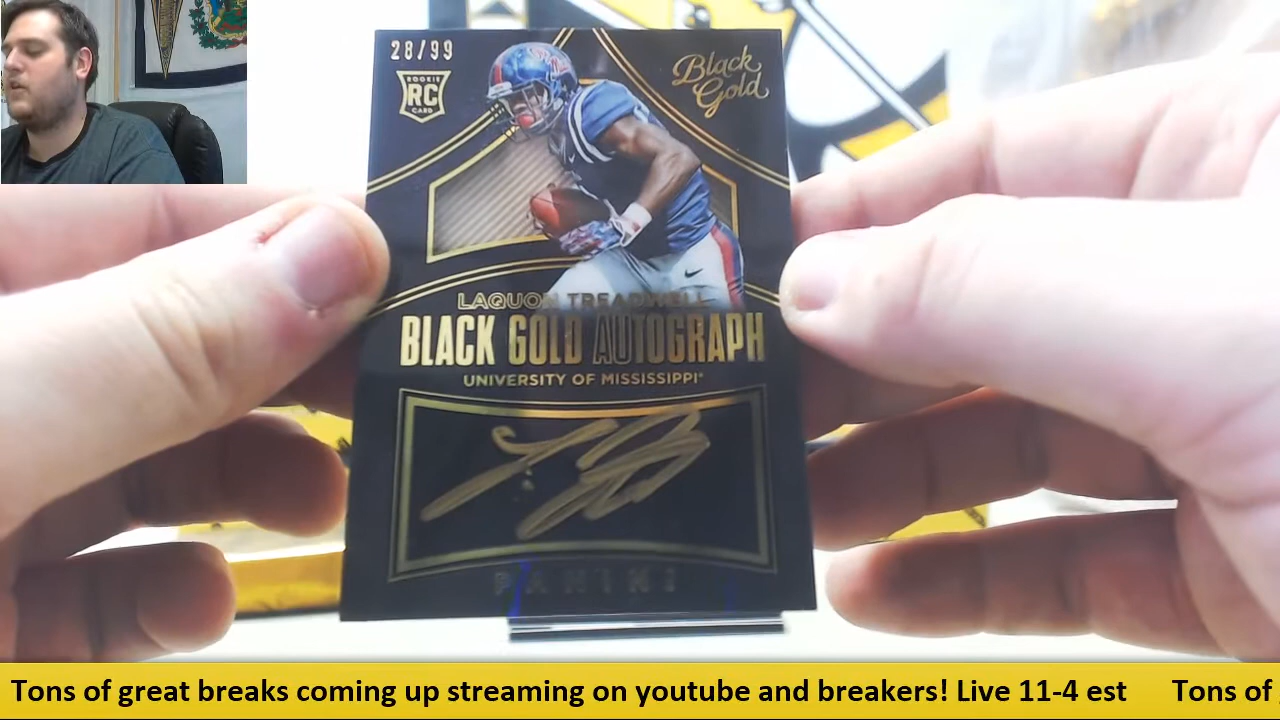 28/99
ROOKIE
RC
CARD
Black
Gold
LAQUON TREADWELL
BLACK GOLD AUTOGRAPH
UNIVERSITY OF MISSISSIPPI
PANINI
Tons of great breaks coming up streaming on youtube and breakers! Live 11-4 est Tons of